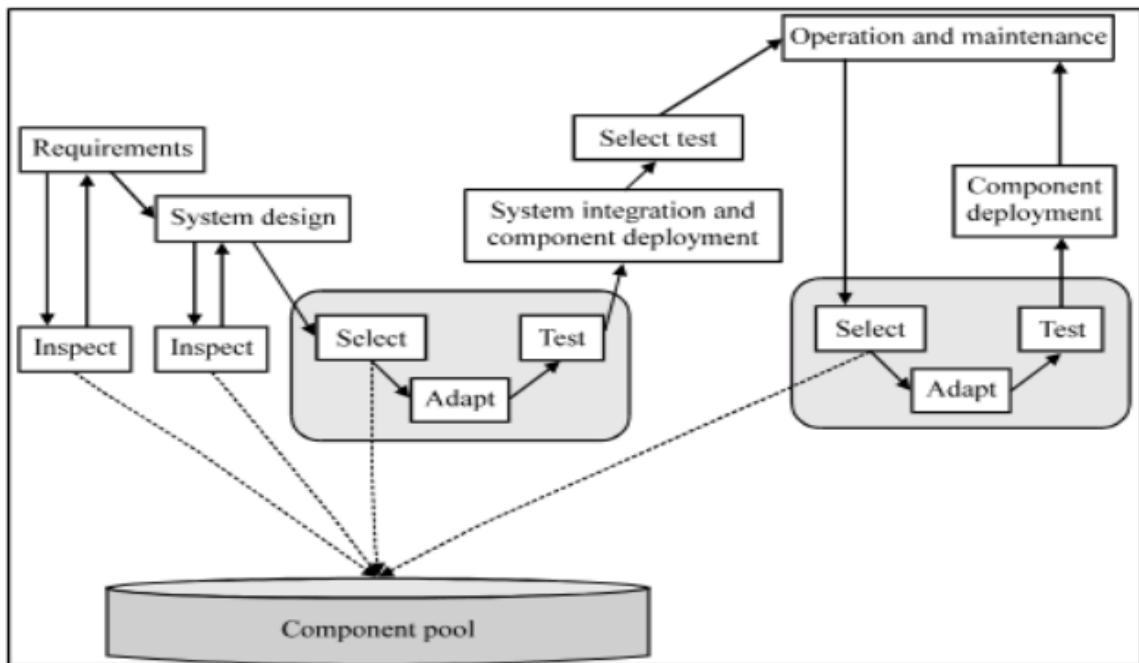 Operation and maintenance
Requirements
Select test
System design
System integration and
component deployment
Component
deployment
Inspect
Inspect
Select
Test
Adapt
Select
Test
Adapt
Component pool